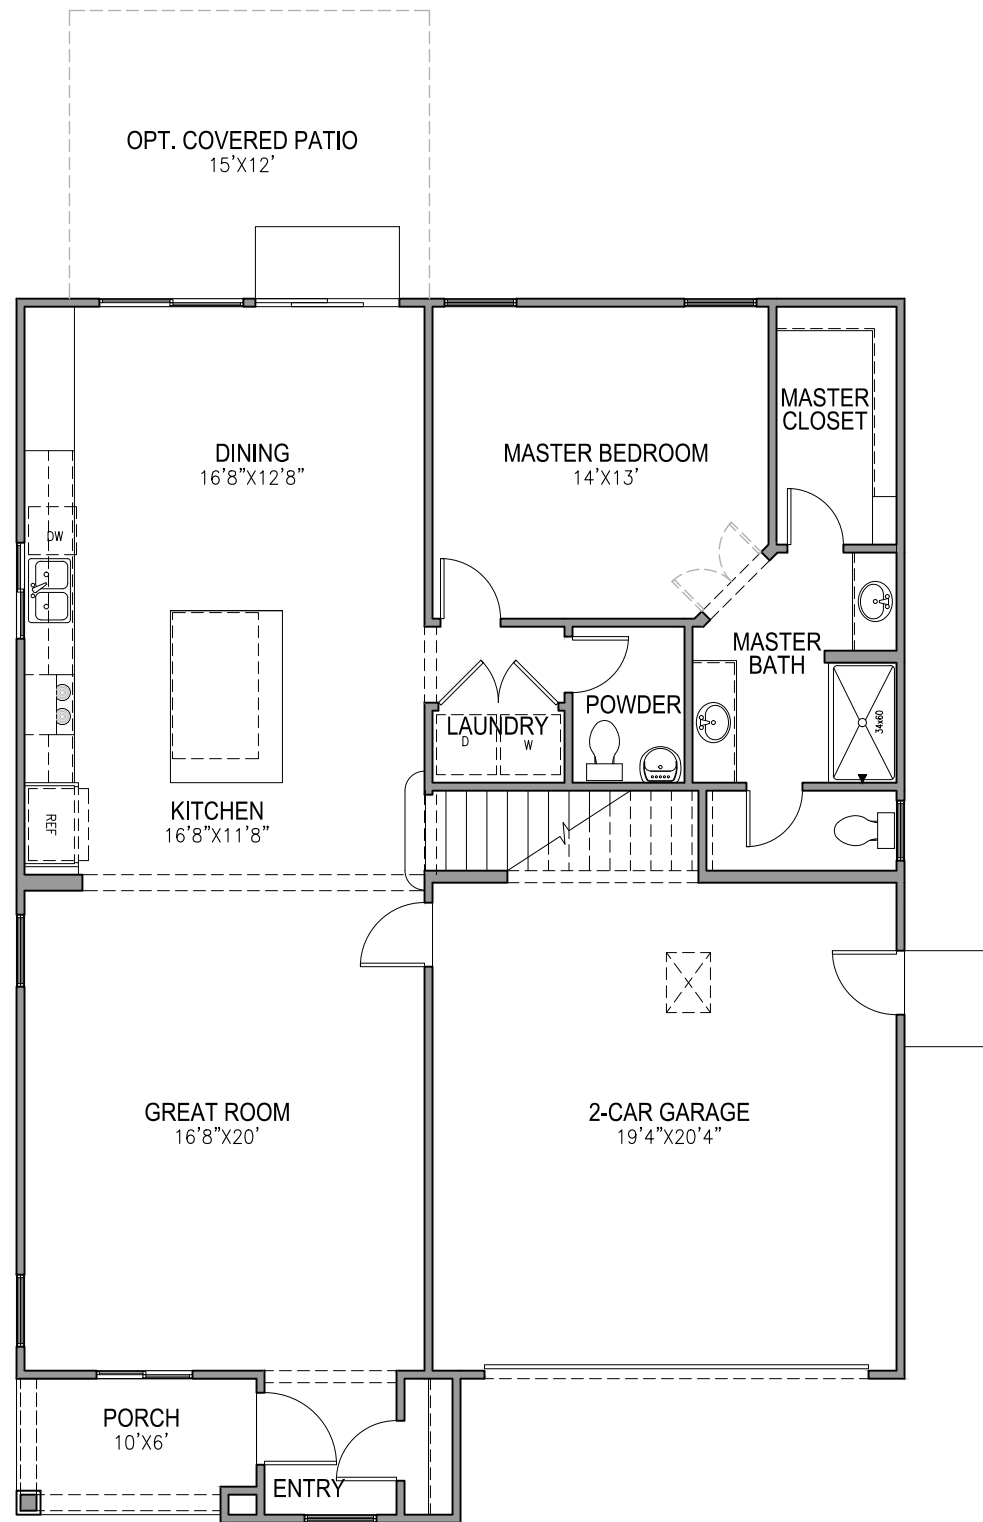 OPT. COVERED PATIO
15'X12'
MASTER
CLOSET
DINING
16'8"X12'8"
MASTER BEDROOM
14'X13'
DW
MASTER
BATH
POWDER
LAUNDRY
D
W
34x60
KITCHEN
16'8"X11'8"
REF
GREAT ROOM
16'8"X20'
2-CAR GARAGE
19'4"X20'4"
PORCH
10'X6'
ENTRY